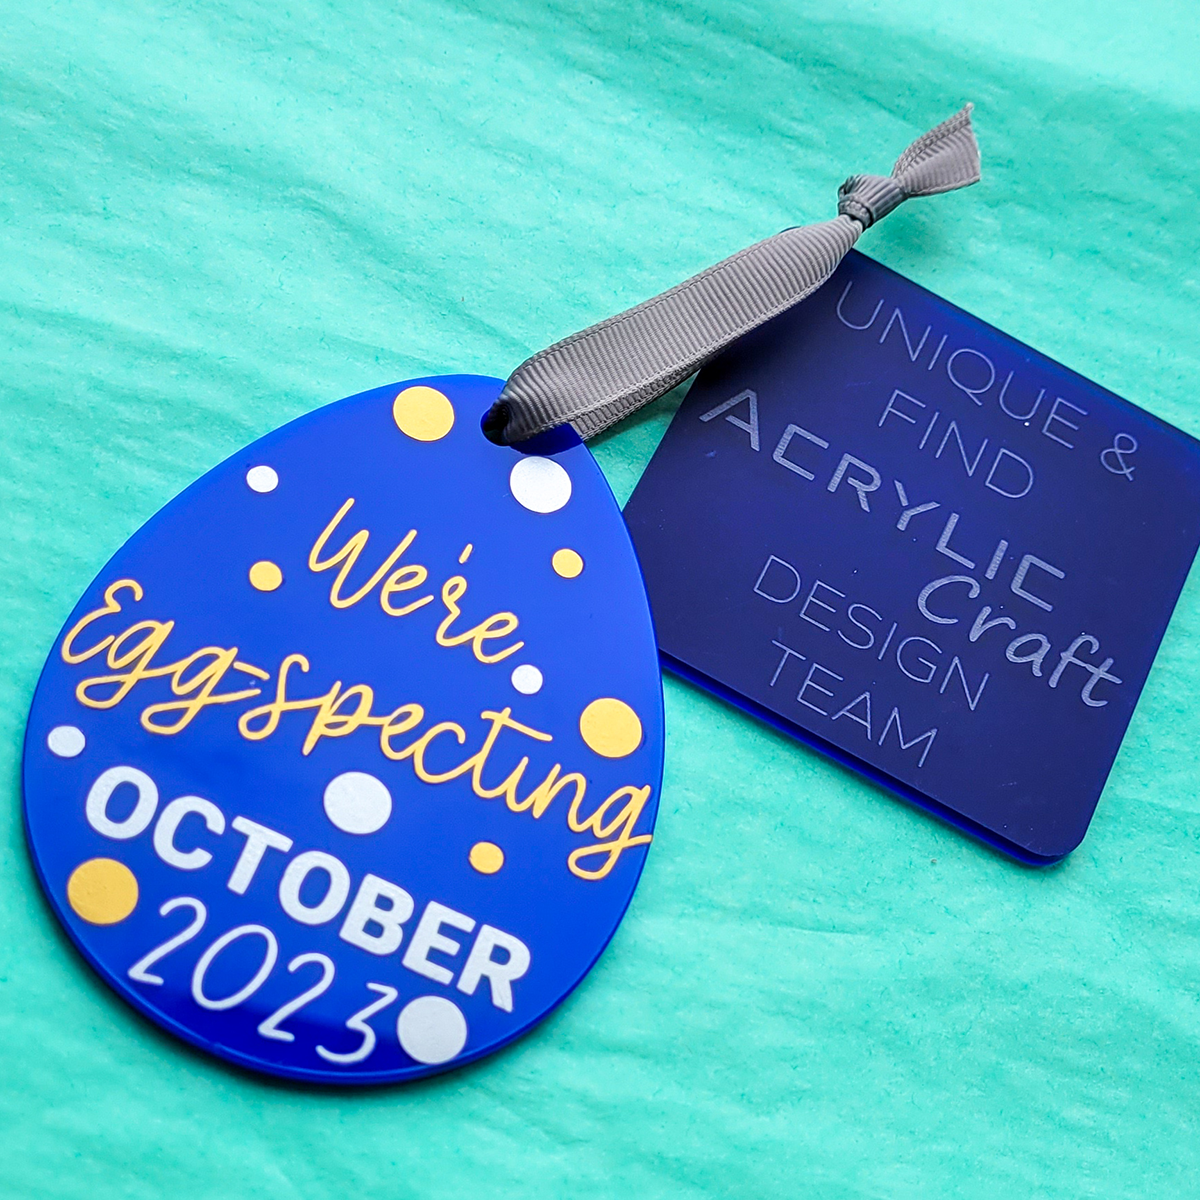 We're
Egg-specting
OCTOBER
2023
UNIQUE &
FIND
ACRYLIC
Craft
DESIGN
TEAM